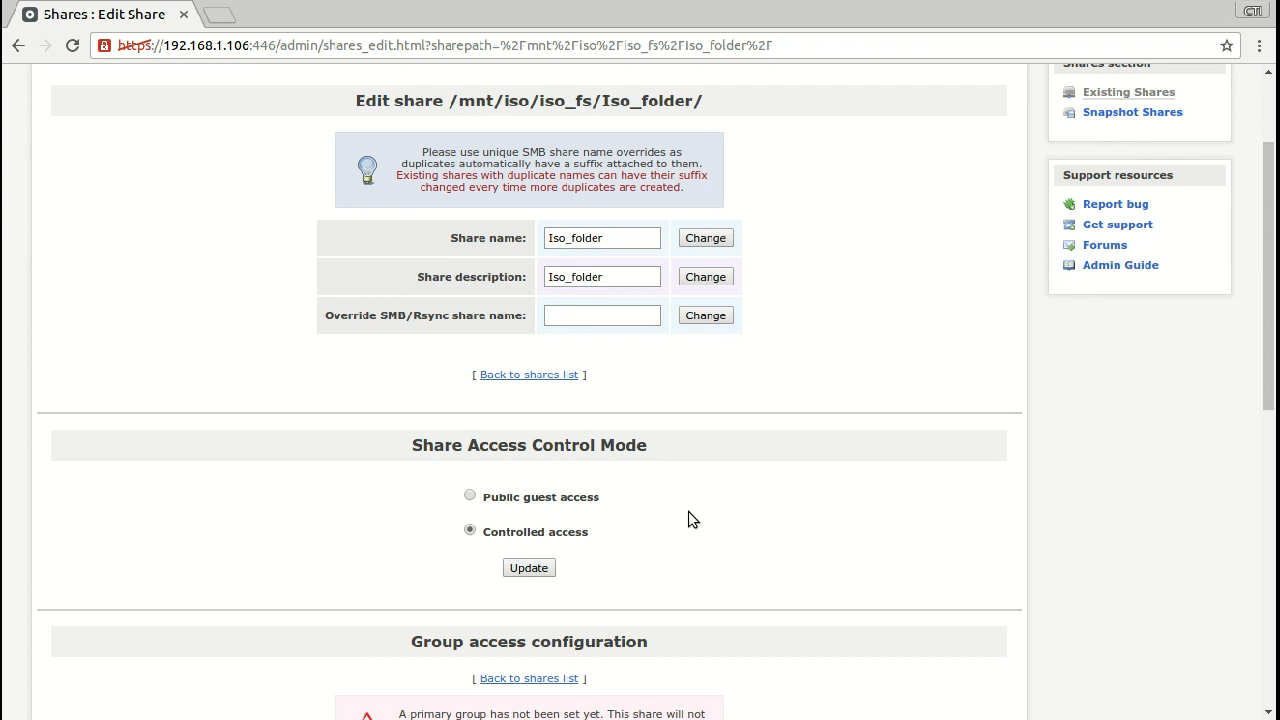 Shares : Edit Share
CTI
https://192.168.1.106:446/admin/shares_edit.html?sharepath=%2Fmnt%2Fiso%2Fiso_fs%2FIso_folder%2F
Shares section
Existing Shares
Snapshot Shares
Support resources
Report bug
Get support
Forums
Admin Guide
Edit share /mnt/iso/iso_fs/Iso_folder/
Please use unique SMB share name overrides as
duplicates automatically have a suffix attached to them.
Existing shares with duplicate names can have their suffix
changed every time more duplicates are created.
Share name: Iso_folder Change
Share description: Iso_folder Change
Override SMB/Rsync share name: Change
[ Back to shares list ]
Share Access Control Mode
Public guest access
Controlled access
Update
Group access configuration
[ Back to shares list ]
A primary group has not been set yet. This share will not